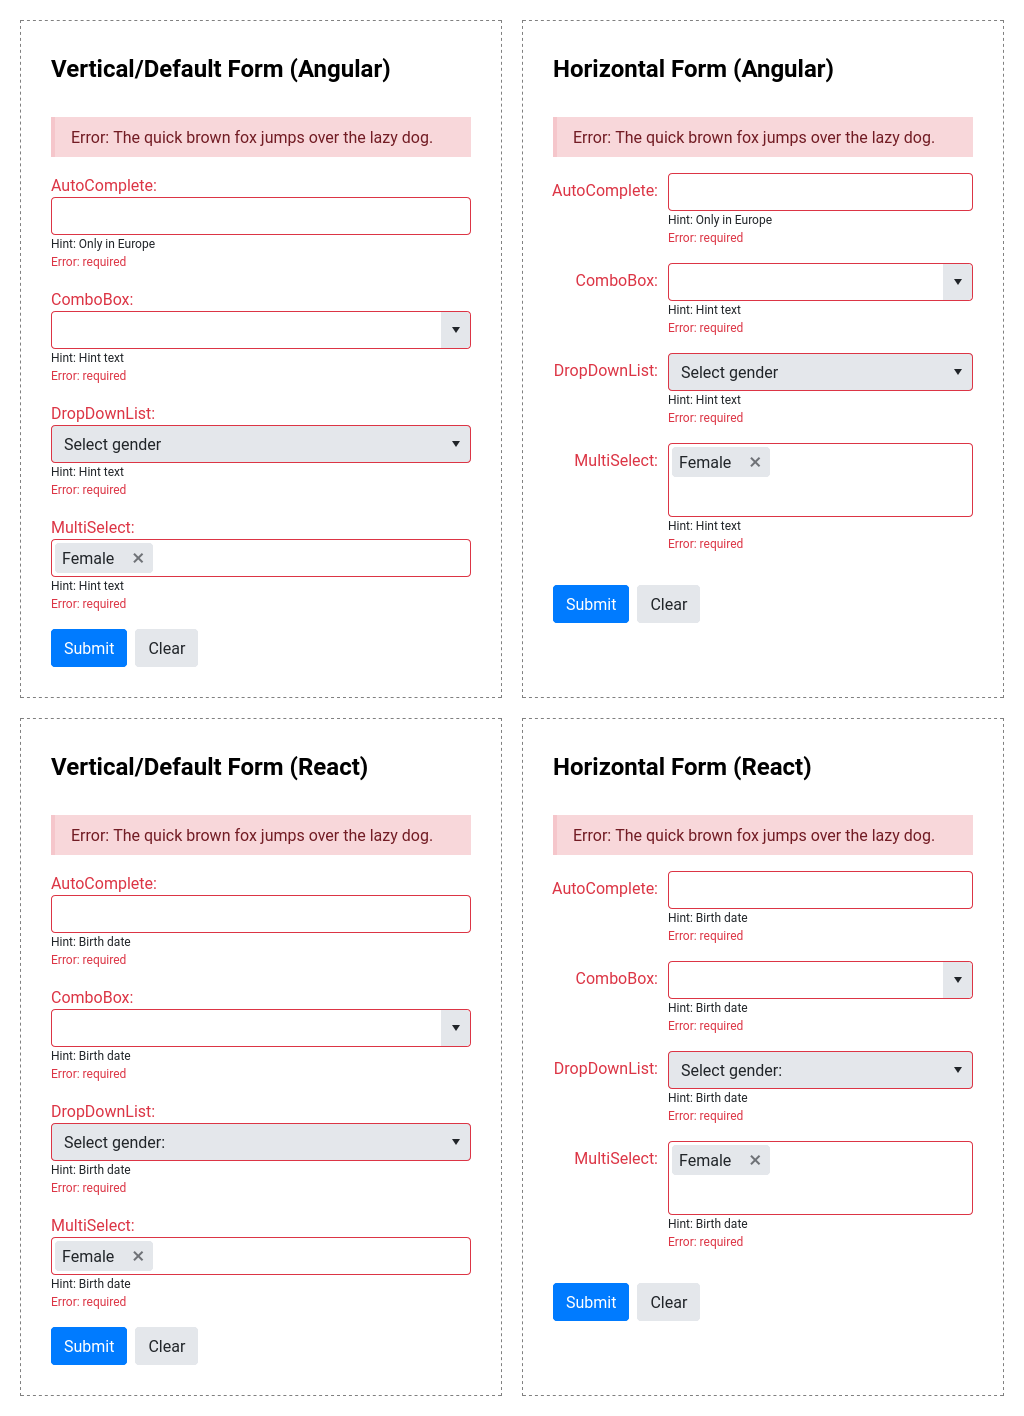 Vertical/Default Form (Angular)
Error: The quick brown fox jumps over the lazy dog.
AutoComplete:
Hint: Only in Europe
Error: required
ComboBox:
Hint: Hint text
Error: required
DropDownList:
Select gender
Hint: Hint text
Error: required
MultiSelect:
Female
Hint: Hint text
Error: required
Submit Clear
Horizontal Form (Angular)
Error: The quick brown fox jumps over the lazy dog.
AutoComplete:
Hint: Only in Europe
Error: required
ComboBox:
Hint: Hint text
Error: required
DropDownList: Select gender
Hint: Hint text
Error: required
MultiSelect: Female
Hint: Hint text
Error: required
Submit Clear
Vertical/Default Form (React)
Error: The quick brown fox jumps over the lazy dog.
AutoComplete:
Hint: Birth date
Error: required
ComboBox:
Hint: Birth date
Error: required
DropDownList:
Select gender:
Hint: Birth date
Error: required
MultiSelect:
Female
Hint: Birth date
Error: required
Submit Clear
Horizontal Form (React)
Error: The quick brown fox jumps over the lazy dog.
AutoComplete:
Hint: Birth date
Error: required
ComboBox:
Hint: Birth date
Error: required
DropDownList: Select gender:
Hint: Birth date
Error: required
MultiSelect: Female
Hint: Birth date
Error: required
Submit Clear